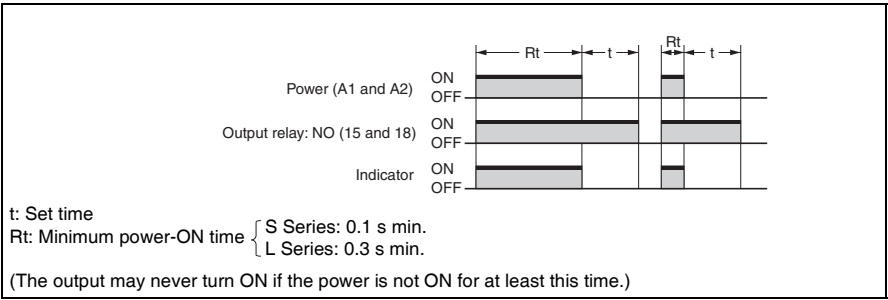 Rt t Rt t
Power (A1 and A2) ON
OFF
Output relay: NO (15 and 18) ON
OFF
Indicator ON
OFF
t: Set time
Rt: Minimum power-ON time { S Series: 0.1 s min.
L Series: 0.3 s min.
(The output may never turn ON if the power is not ON for at least this time.)